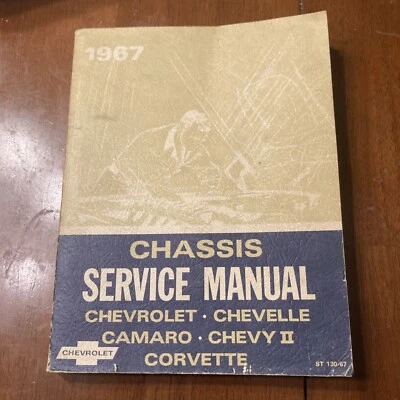 1967
CHASSIS
SERVICE MANUAL
CHEVROLET · CHEVELLE
CAMARO · CHEVY II
CORVETTE
CHEVROLET
ST 130-67